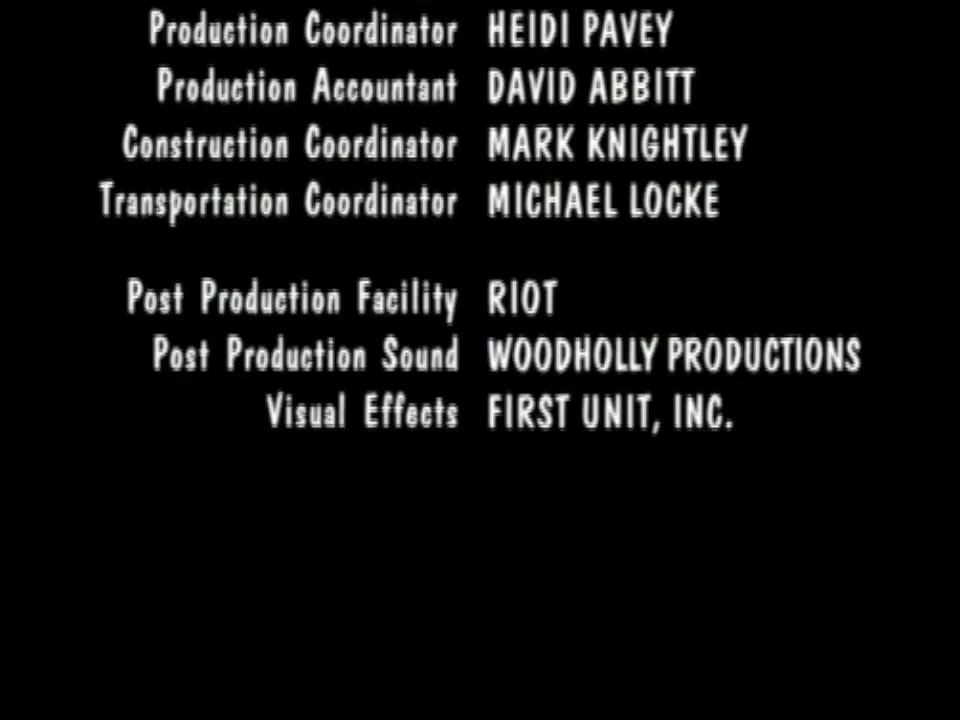 Production Coordinator HEIDI PAVEY
Production Accountant DAVID ABBITT
Construction Coordinator MARK KNIGHTLEY
Transportation Coordinator MICHAEL LOCKE
Post Production Facility RIOT
Post Production Sound WOODHOLLY PRODUCTIONS
Visual Effects FIRST UNIT, INC.